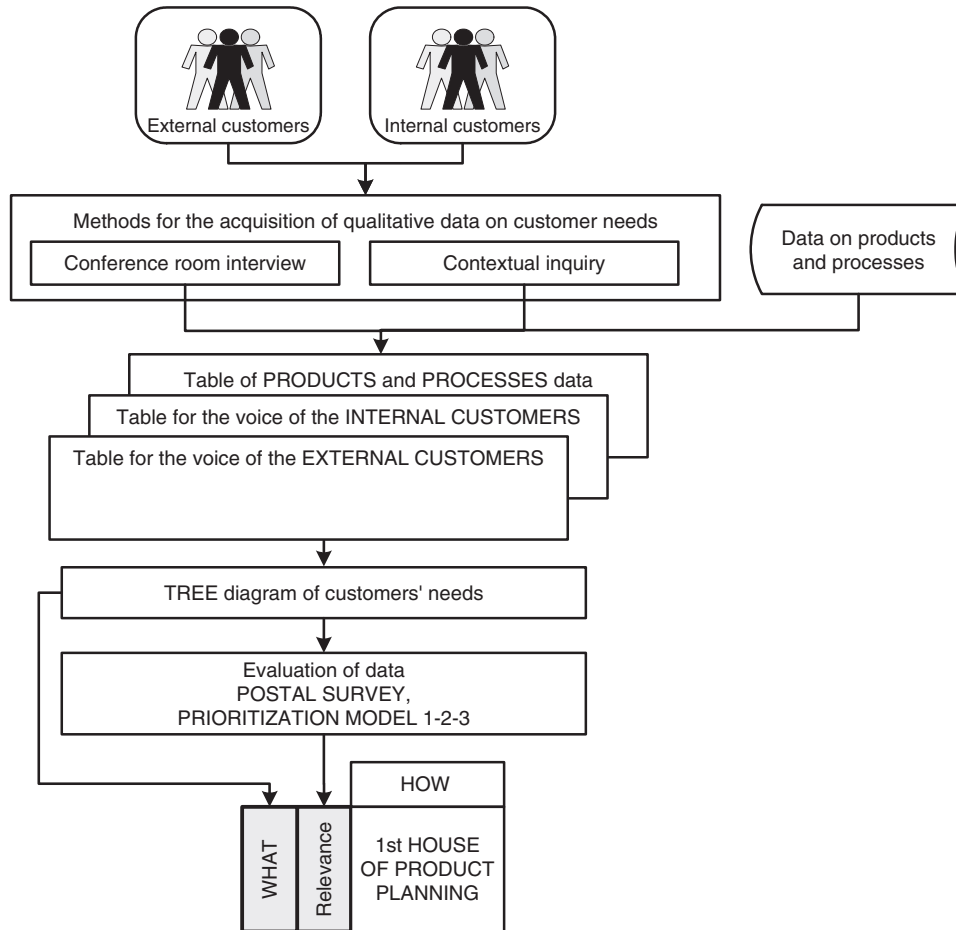 External customers
Internal customers
Methods for the acquisition of qualitative data on customer needs
Conference room interview
Contextual inquiry
Data on products
and processes
Table of PRODUCTS and PROCESSES data
Table for the voice of the INTERNAL CUSTOMERS
Table for the voice of the EXTERNAL CUSTOMERS
TREE diagram of customers' needs
Evaluation of data
POSTAL SURVEY,
PRIORITIZATION MODEL 1-2-3
HOW
WHAT
Relevance
1st HOUSE
OF PRODUCT
PLANNING